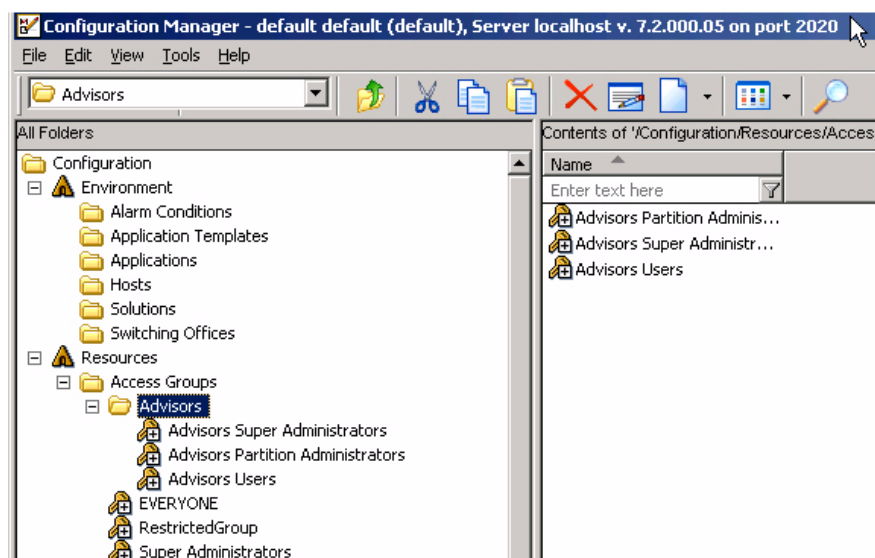 Configuration Manager - default default (default), Server localhost v. 7.2.000.05 on port 2020
File Edit View Tools Help
Advisors
All Folders
Configuration
Environment
Alarm Conditions
Application Templates
Applications
Hosts
Solutions
Switching Offices
Resources
Access Groups
Advisors
Advisors Super Administrators
Advisors Partition Administrators
Advisors Users
EVERYONE
RestrictedGroup
Super Administrators
Contents of '/Configuration/Resources/Acces
Name
Enter text here
Advisors Partition Adminis...
Advisors Super Administr...
Advisors Users